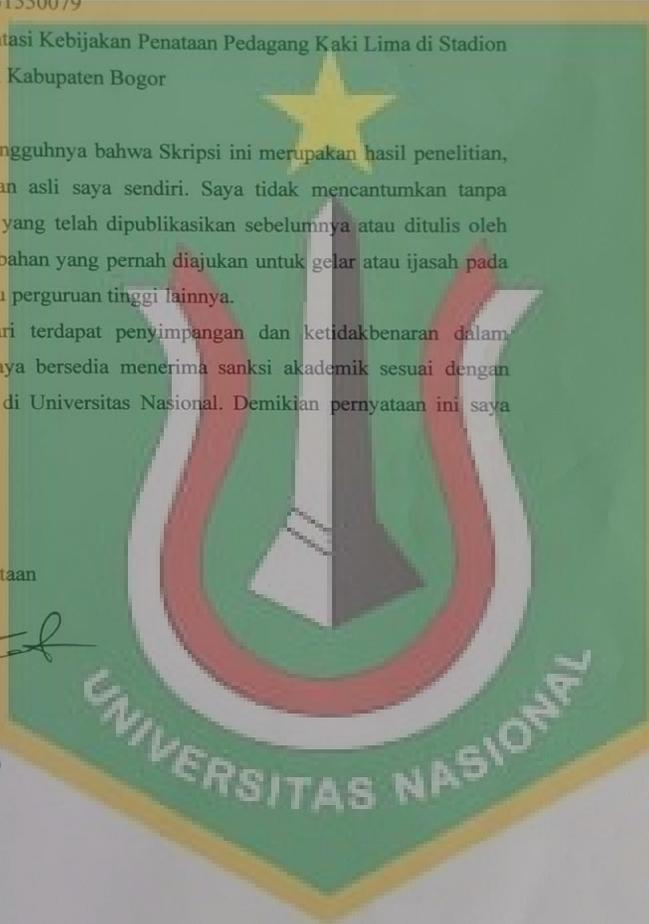 1550079
tasi Kebijakan Penataan Pedagang Kaki Lima di Stadion
Kabupaten Bogor
ngguhnya bahwa Skripsi ini merupakan hasil penelitian,
an asli saya sendiri. Saya tidak mencantumkan tanpa
yang telah dipublikasikan sebelumnya atau ditulis oleh
bahan yang pernah diajukan untuk gelar atau ijasah pada
u perguruan tinggi lainnya.
ari terdapat penyimpangan dan ketidakbenaran dalam
aya bersedia menerima sanksi akademik sesuai dengan
di Universitas Nasional. Demikian pernyataan ini saya
taan
UNIVERSITAS NASIONAL